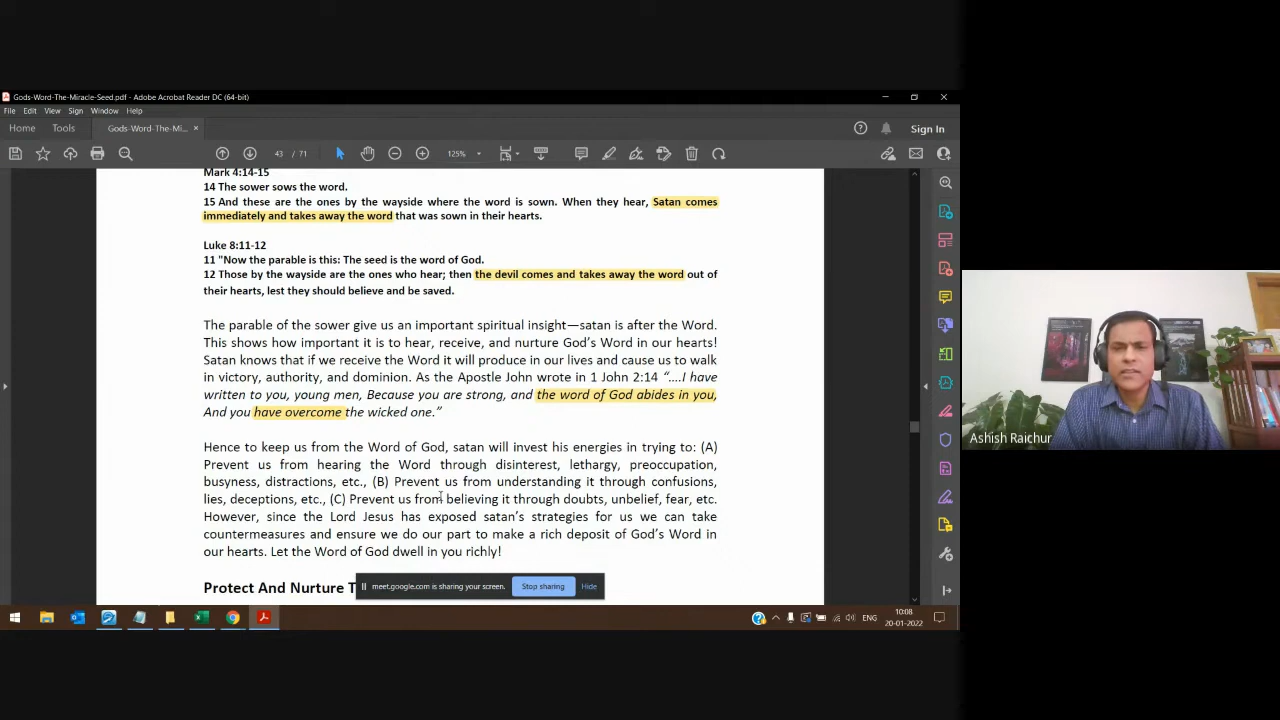 Gods-Word-The-Miracle-Seed.pdf - Adobe Acrobat Reader DC (64-bit)
File Edit View Sign Window Help
Home Tools Gods-Word-The-Mi... × Sign In
43 / 71 125%
Mark 4:14-15
14 The sower sows the word.
15 And these are the ones by the wayside where the word is sown. When they hear, Satan comes
immediately and takes away the word that was sown in their hearts.
Luke 8:11-12
11 "Now the parable is this: The seed is the word of God.
12 Those by the wayside are the ones who hear; then the devil comes and takes away the word out of
their hearts, lest they should believe and be saved.
The parable of the sower give us an important spiritual insight—satan is after the Word.
This shows how important it is to hear, receive, and nurture God’s Word in our hearts!
Satan knows that if we receive the Word it will produce in our lives and cause us to walk
in victory, authority, and dominion. As the Apostle John wrote in 1 John 2:14 “….I have
written to you, young men, Because you are strong, and the word of God abides in you,
And you have overcome the wicked one.”
Hence to keep us from the Word of God, satan will invest his energies in trying to: (A)
Prevent us from hearing the Word through disinterest, lethargy, preoccupation,
busyness, distractions, etc., (B) Prevent us from understanding it through confusions,
lies, deceptions, etc., (C) Prevent us from believing it through doubts, unbelief, fear, etc.
However, since the Lord Jesus has exposed satan’s strategies for us we can take
countermeasures and ensure we do our part to make a rich deposit of God’s Word in
our hearts. Let the Word of God dwell in you richly!
Protect And Nurture T
meet.google.com is sharing your screen. Stop sharing Hide
ENG 10:08
20-01-2022
Ashish Raichur